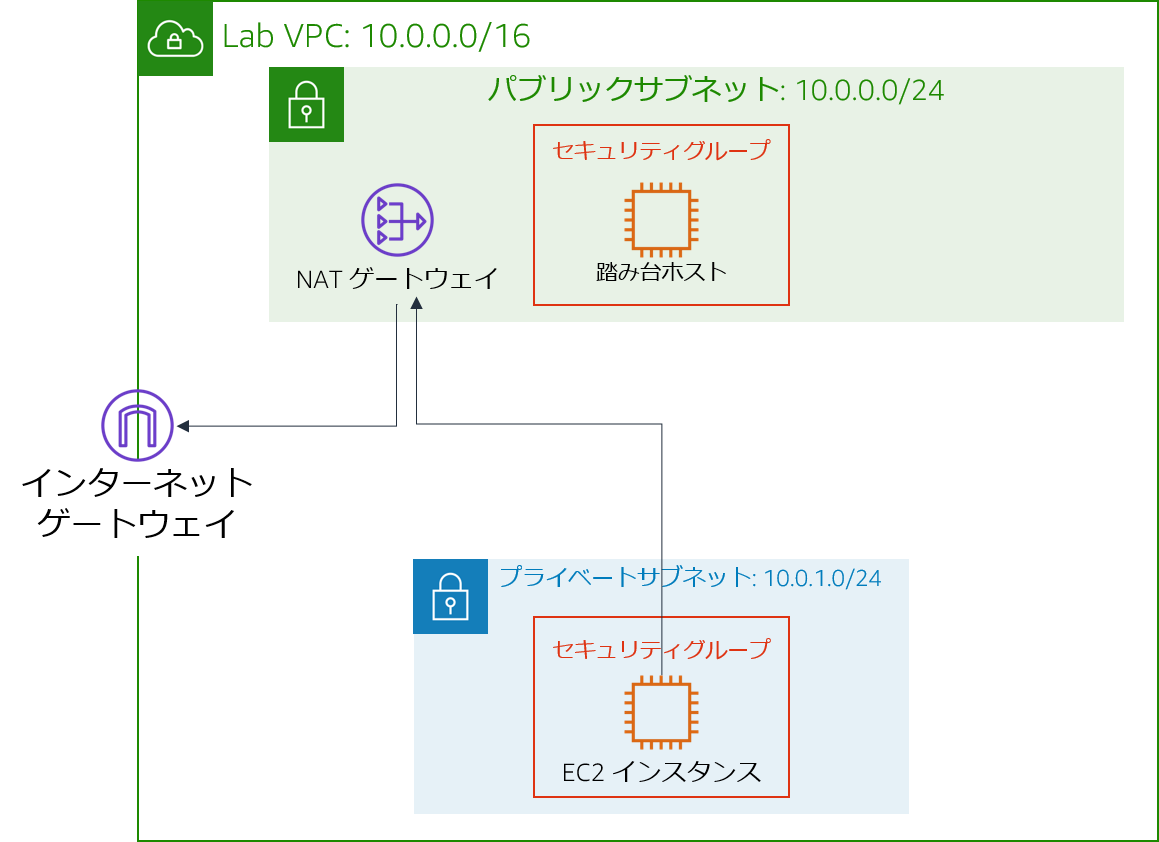 Lab VPC: 10.0.0.0/16
パブリックサブネット: 10.0.0.0/24
セキュリティグループ
踏み台ホスト
NAT ゲートウェイ
インターネット
ゲートウェイ
プライベートサブネット: 10.0.1.0/24
セキュリティグループ
EC2 インスタンス